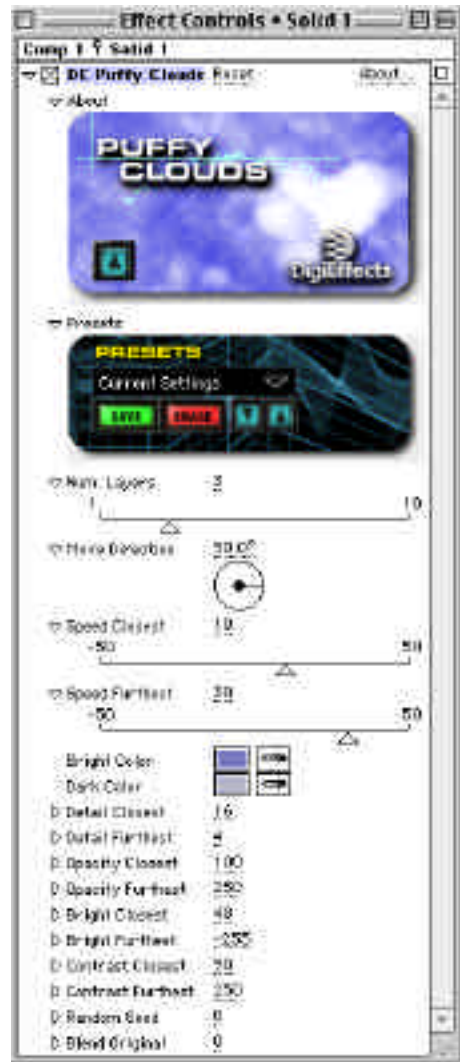 Effect Controls • Solid 1
Comp 1 Solid 1
DE Puffy Clouds Reset About...
About
PUFFY
CLOUDS
DigiEffects
Presets
PRESETS
Current Settings
SAVE ERASE
Num. Layers 3
1 10
Move Direction
Speed Closest 10
-50 50
Speed Furthest
-50 50
Bright Color
Dark Color
Detail Closest 16
Detail Furthest 4
Opacity Closest 100
Opacity Furthest 250
Bright Closest 48
Bright Furthest -255
Contrast Closest
Contrast Furthest 250
Random Seed 0
Blend Original 0